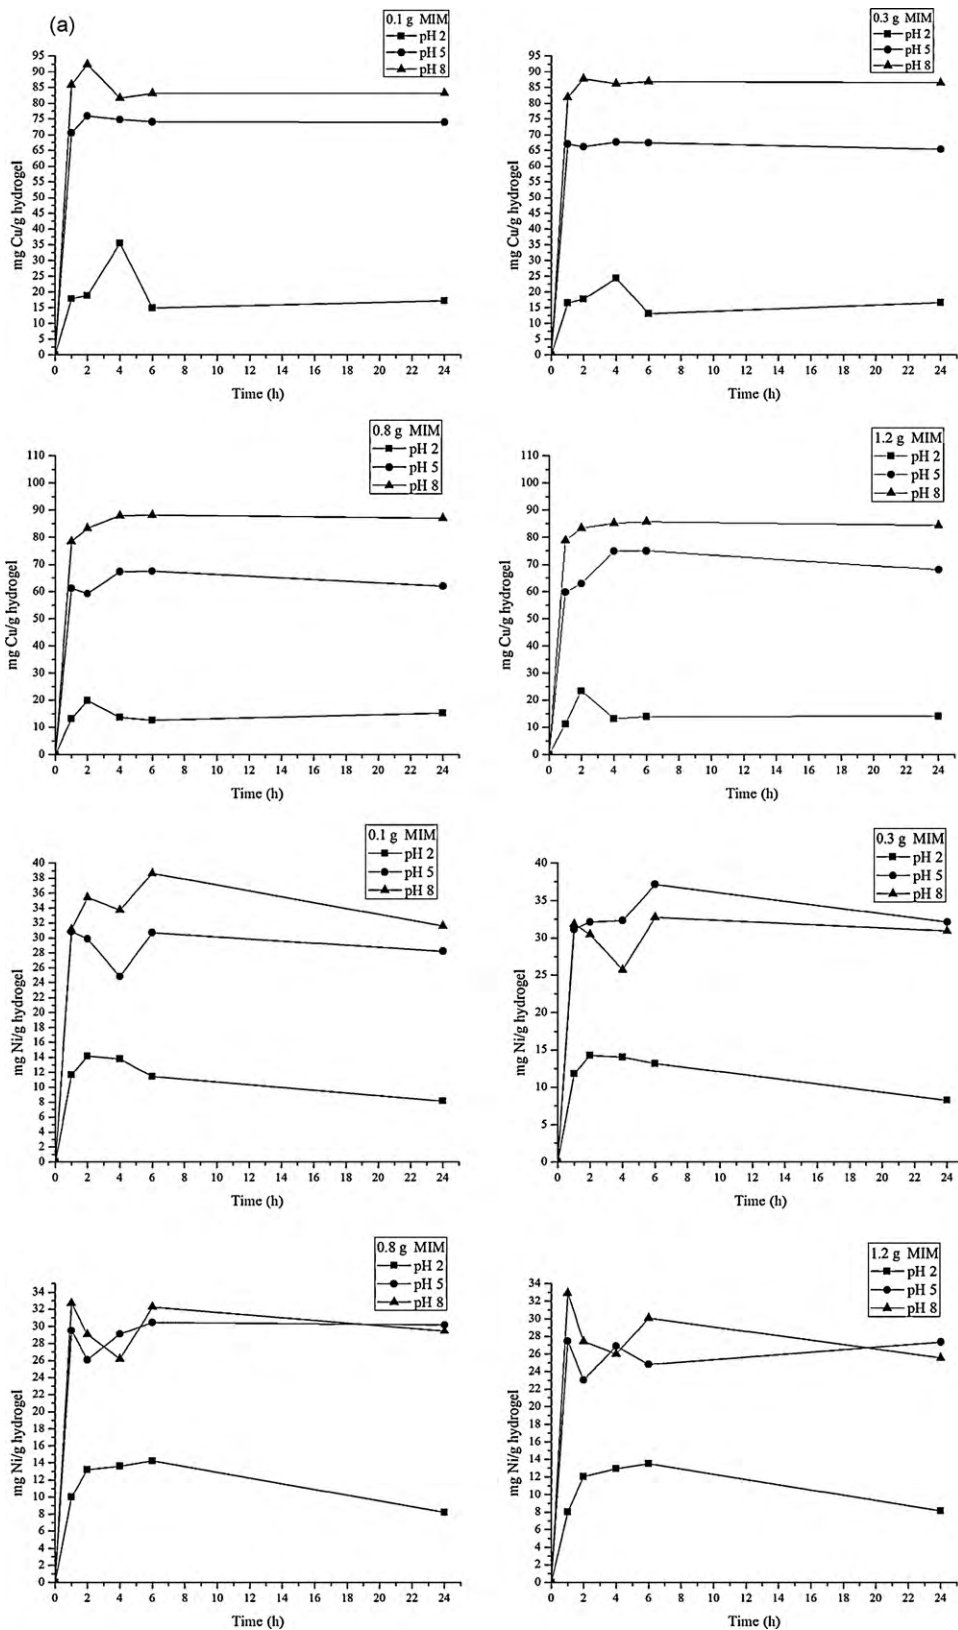 (a)
0.1 g MIM
pH 2
pH 5
pH 8
95
90
85
80
75
70
65
60
55
50
45
40
35
30
25
20
15
10
5
0
mg Cu/g hydrogel
0 2 4 6 8 10 12 14 16 18 20 22 24
Time (h)
0.3 g MIM
pH 2
pH 5
pH 8
95
90
85
80
75
70
65
60
55
50
45
40
35
30
25
20
15
10
5
0
mg Cu/g hydrogel
0 2 4 6 8 10 12 14 16 18 20 22 24
Time (h)
0.8 g MIM
pH 2
pH 5
pH 8
110
100
90
80
70
60
50
40
30
20
10
0
mg Cu/g hydrogel
0 2 4 6 8 10 12 14 16 18 20 22 24
Time (h)
1.2 g MIM
pH 2
pH 5
pH 8
110
100
90
80
70
60
50
40
30
20
10
0
mg Cu/g hydrogel
0 2 4 6 8 10 12 14 16 18 20 22 24
Time (h)
0.1 g MIM
pH 2
pH 5
pH 8
40
38
36
34
32
30
28
26
24
22
20
18
16
14
12
10
8
6
4
2
0
mg Ni/g hydrogel
0 2 4 6 8 10 12 14 16 18 20 22 24
Time (h)
0.3 g MIM
pH 2
pH 5
pH 8
40
35
30
25
20
15
10
5
0
mg Ni/g hydrogel
0 2 4 6 8 10 12 14 16 18 20 22 24
Time (h)
0.8 g MIM
pH 2
pH 5
pH 8
34
32
30
28
26
24
22
20
18
16
14
12
10
8
6
4
2
0
mg Ni/g hydrogel
0 2 4 6 8 10 12 14 16 18 20 22 24
Time (h)
1.2 g MIM
pH 2
pH 5
pH 8
34
32
30
28
26
24
22
20
18
16
14
12
10
8
6
4
2
0
mg Ni/g hydrogel
0 2 4 6 8 10 12 14 16 18 20 22 24
Time (h)